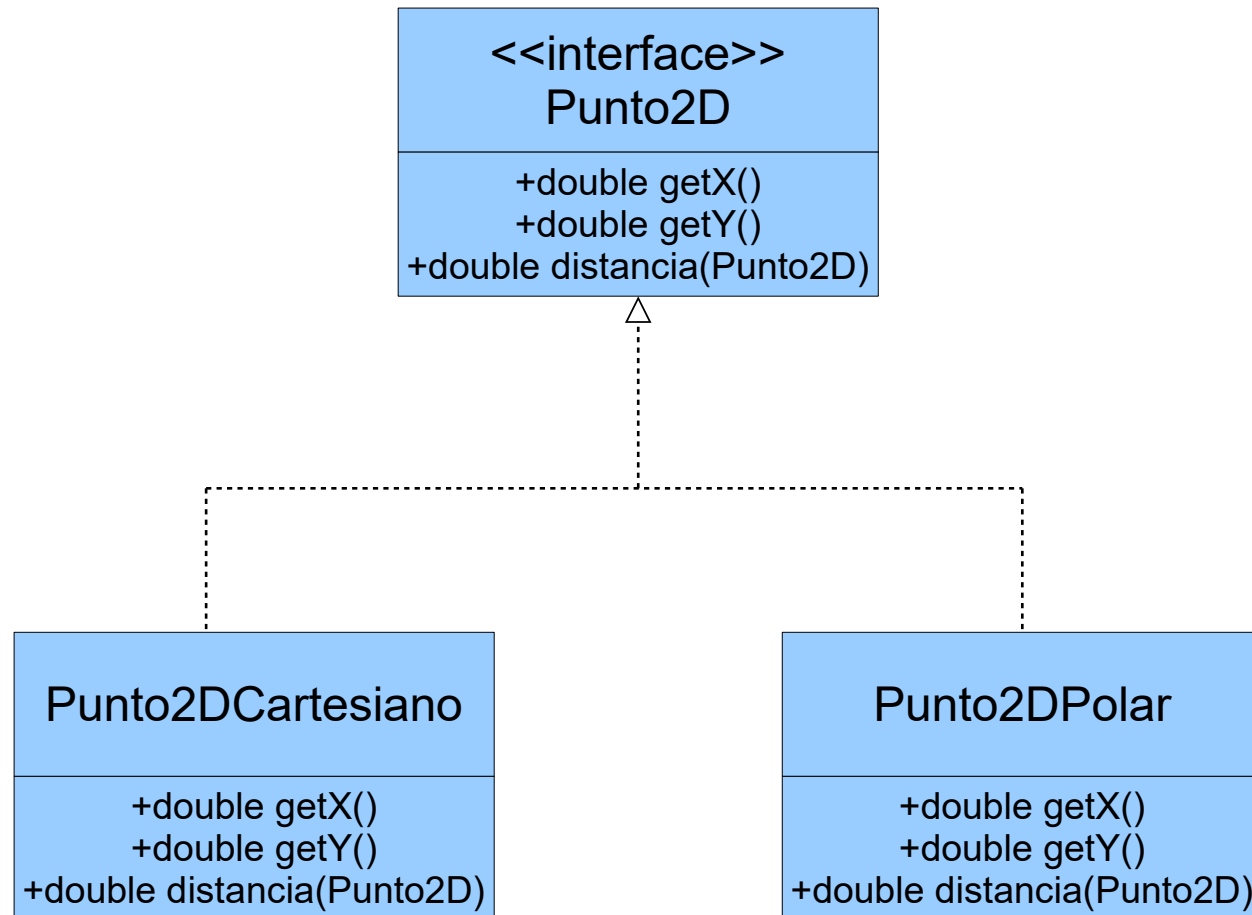 <<interface>>
Punto2D
+double getX()
+double getY()
+double distancia(Punto2D)
Punto2DCartesiano
+double getX()
+double getY()
+double distancia(Punto2D)
Punto2DPolar
+double getX()
+double getY()
+double distancia(Punto2D)